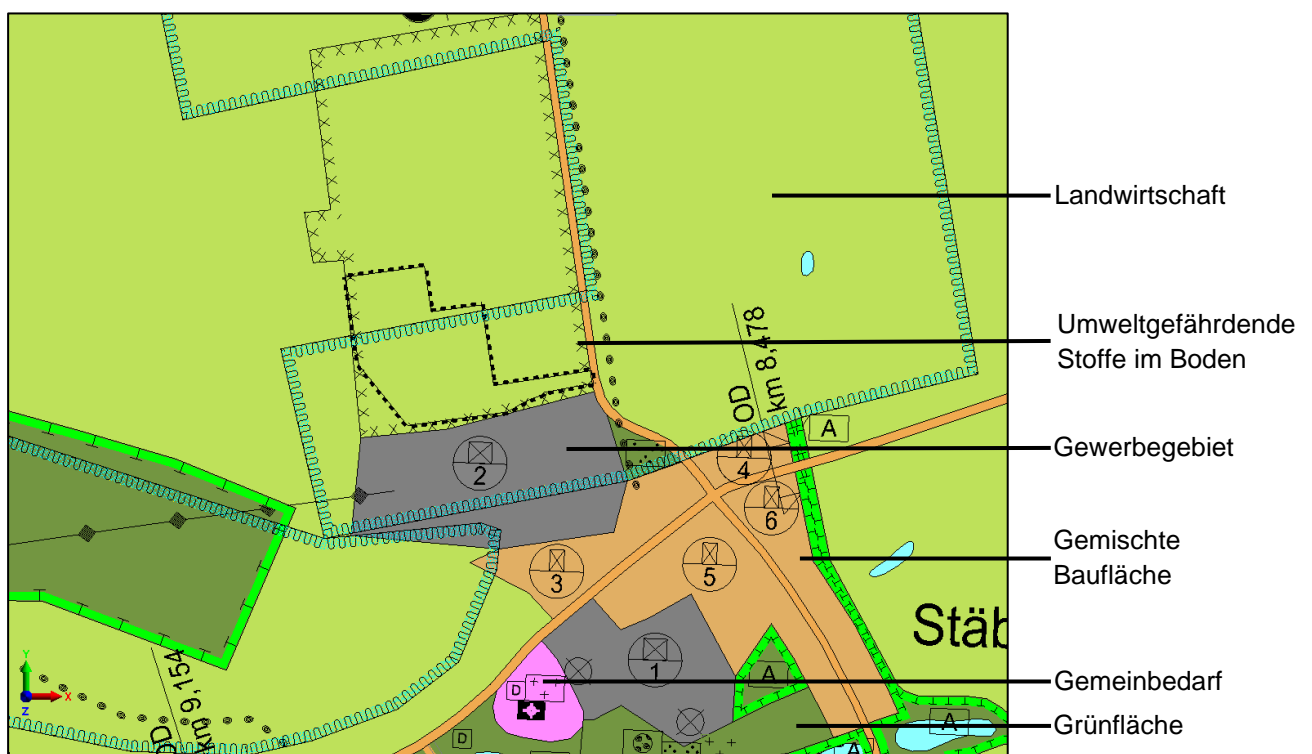 Landwirtschaft
OD
km 8,478
Umweltgefährdende
Stoffe im Boden
A
4
2
Gewerbegebiet
6
3
5
Gemischte
Baufläche
Stäb
1
A
OD
km 9,154
D
Gemeinbedarf
Grünfläche
A
D
A
Y
X
Z